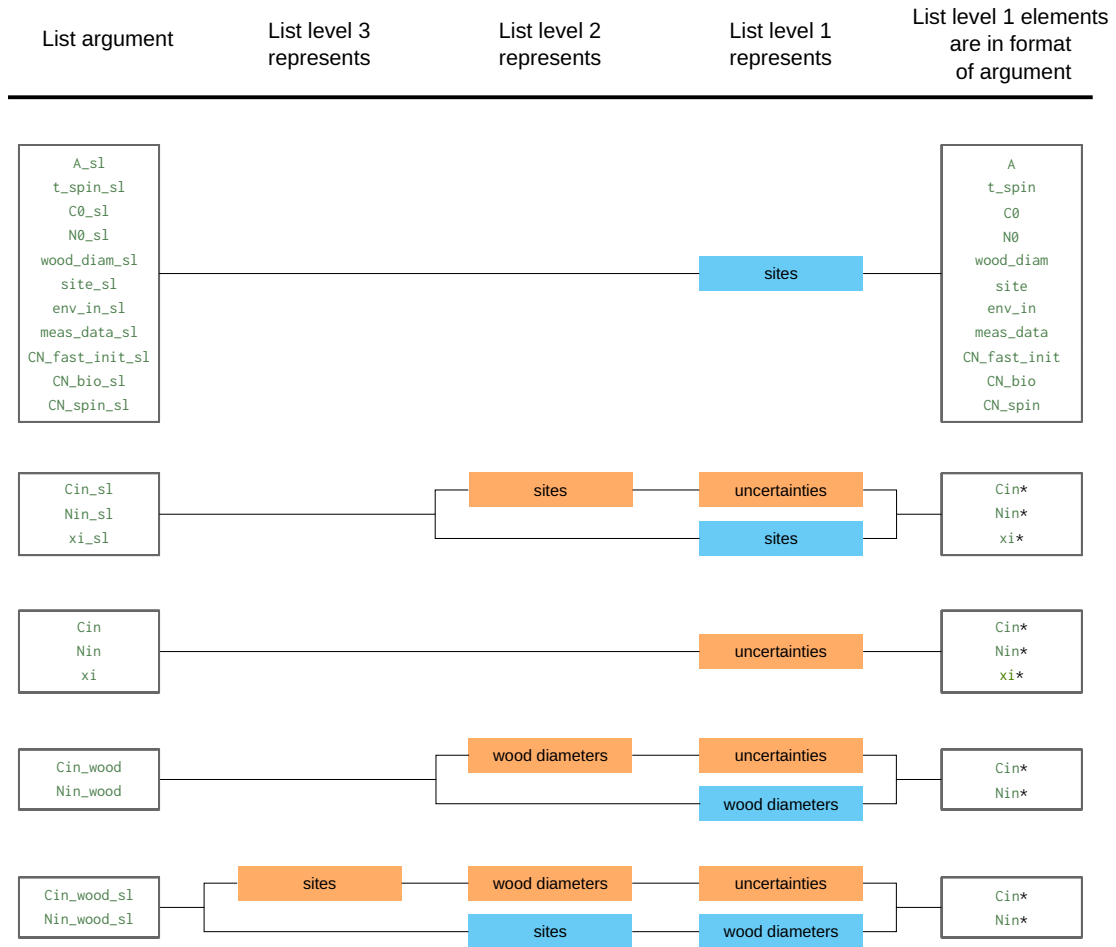 List argument
List level 3
represents
List level 2
represents
List level 1
represents
List level 1 elements
are in format
of argument
A_sl
t_spin_sl
C0_sl
N0_sl
wood_diam_sl
site_sl
env_in_sl
meas_data_sl
CN_fast_init_sl
CN_bio_sl
CN_spin_sl
sites
A
t_spin
C0
N0
wood_diam
site
env_in
meas_data
CN_fast_init
CN_bio
CN_spin
Cin_sl
Nin_sl
xi_sl
sites
uncertainties
sites
Cin*
Nin*
xi*
Cin
Nin
xi
uncertainties
Cin*
Nin*
xi*
Cin_wood
Nin_wood
wood diameters
uncertainties
wood diameters
Cin*
Nin*
Cin_wood_sl
Nin_wood_sl
sites
wood diameters
uncertainties
sites
wood diameters
Cin*
Nin*